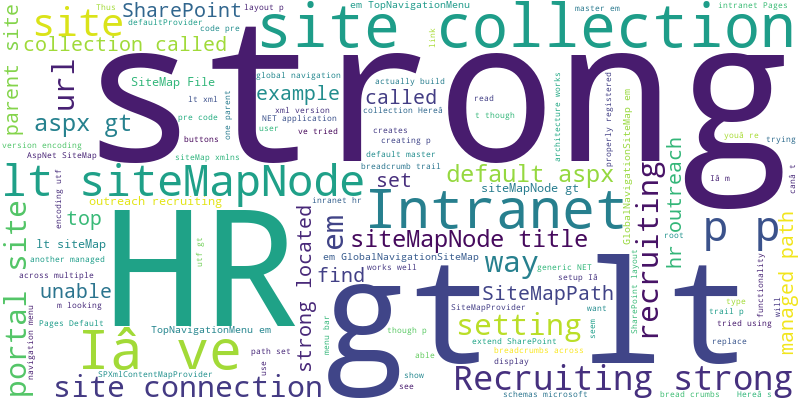 Thus
defaultProvider
code pre
SharePoint
layout p
em TopNavigationMenu
master em
intranet Pages
site
site collection
link
collection called
strong
parent site
url
SiteMap File
global navigation
actually build
read
lt xml
example
called
xml version
collection Hereâ
t though
aspx gt
pre code
NET application
one parent
user
ve tried
creates
creating p
architecture works
properly registered
GlobalNavigationSiteMap em
youâ re
trying
version encoding
buttons
AspNet SiteMap
siteMap xmlns
default master
breadcrumb trail
hr outreach
lt siteMapNode
set
default aspx
siteMapNode gt
Iâ m
canâ t
encoding utf
outreach recruiting
inranet hr
recruiting
portal site
top
HR
strong located
em
Intranet
p p
managed path
lt siteMap
utf gt
siteMapNode title
root
another managed
em GlobalNavigationSiteMap
way
find
works well
generic NET
setup Iâ
SharePoint layout
across multiple
unable
gt lt
SiteMapPath
want
type
functionality
will
m looking
SiteMapProvider
seem
trail p
navigation menu
Pages Default
TopNavigationMenu em
menu bar
though p
setting
tried using
Iâ ve
able
extend SharePoint
replace
path set
breadcrumbs across
display
use
SPXmlContentMapProvider
show
site connection
see
Recruiting strong
schemas microsoft
bread crumbs
Hereâ s